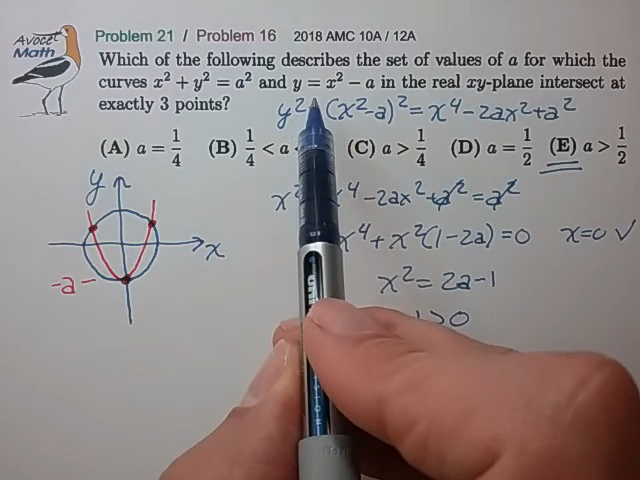 Avocet Math
Problem 21 / Problem 16 2018 AMC 10A / 12A
Which of the following describes the set of values of a for which the
curves x² + y² = a² and y = x² − a in the real xy-plane intersect at
exactly 3 points?
y² (x²-a)² = x⁴ - 2ax² + a²
(A) a = 1/4 (B) 1/4 < a (C) a > 1/4 (D) a = 1/2 (E) a > 1/2
y
x
-a
x⁴ - 2ax² + a² = a²
x⁴ + x²(1-2a) = 0 x=0 ✓
x² = 2a-1
>0